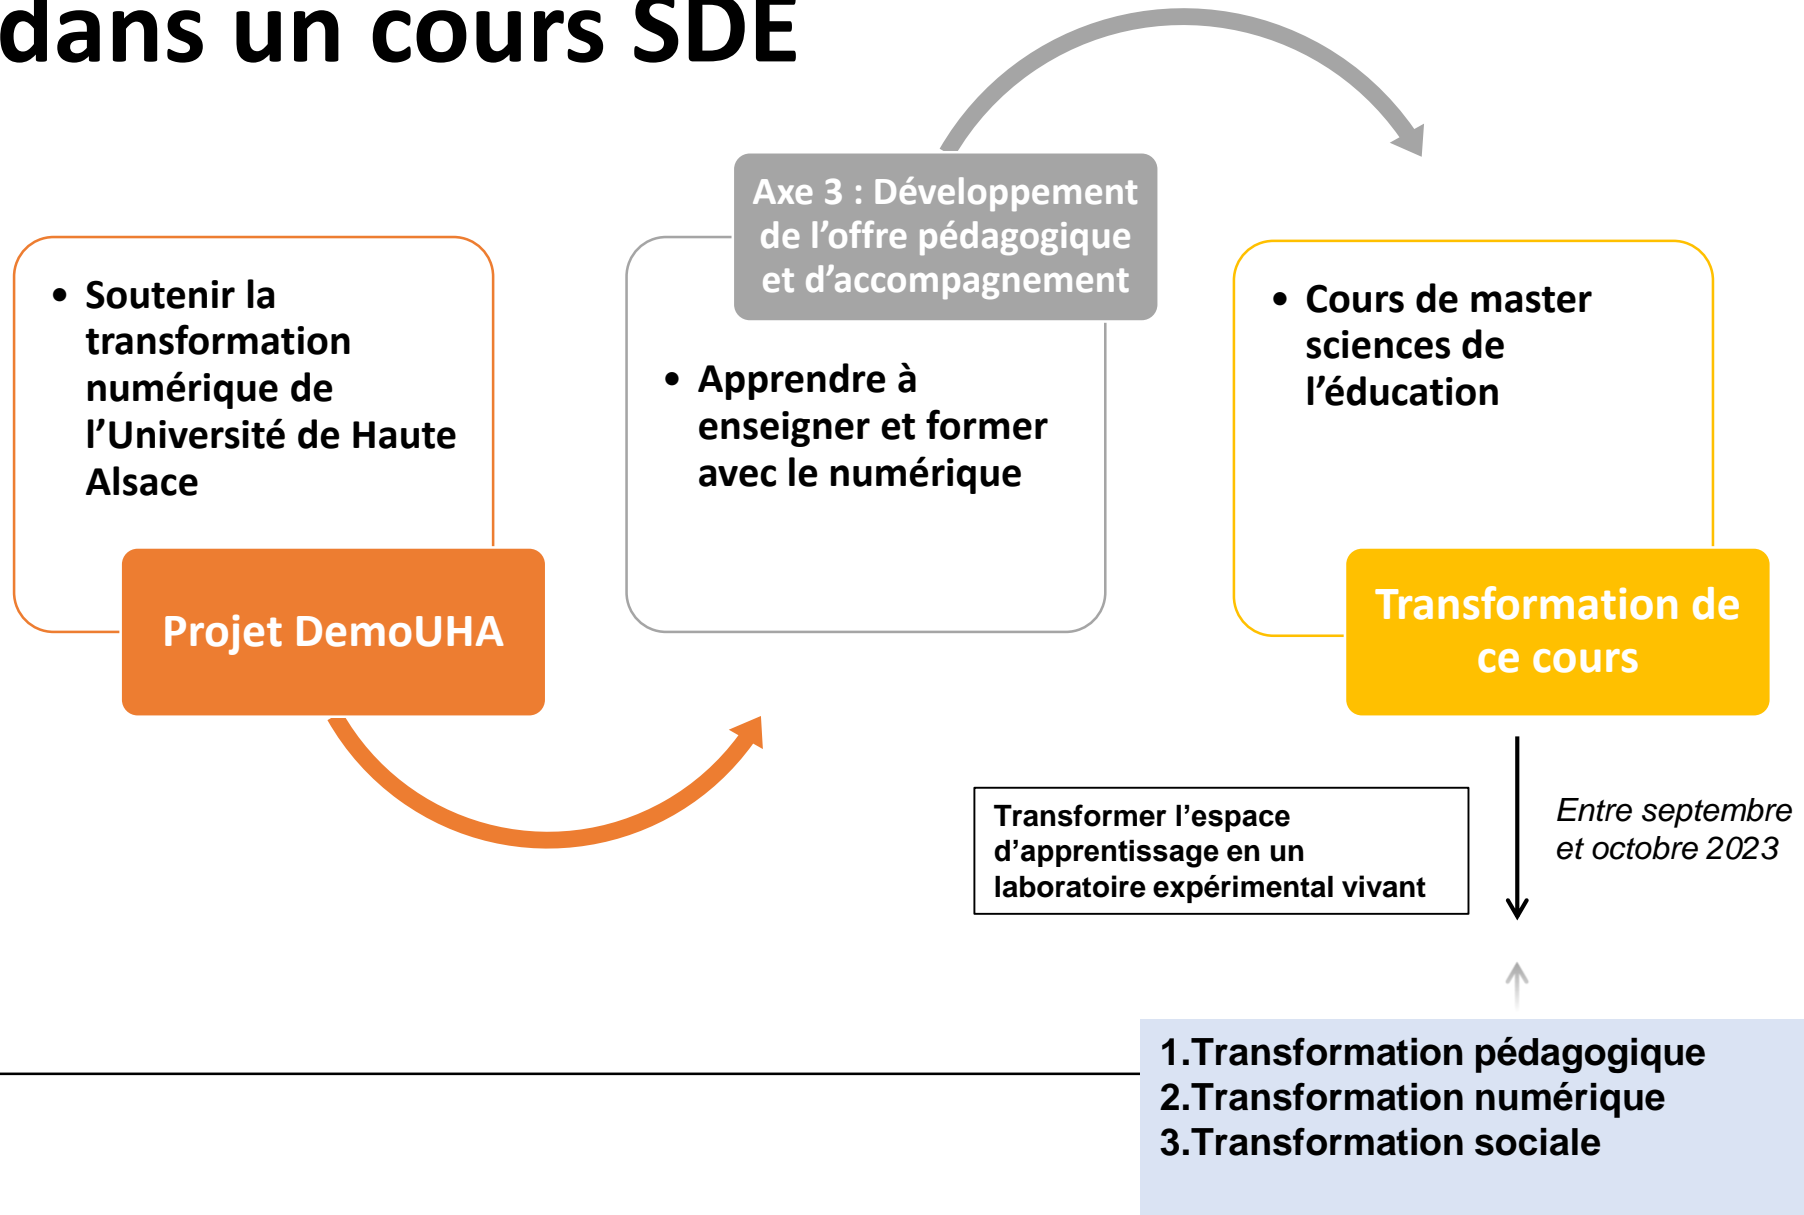 dans un cours SDE
• Soutenir la
transformation
numérique de
l’Université de Haute
Alsace
Projet DemoUHA
Axe 3 : Développement
de l’offre pédagogique
et d’accompagnement
• Apprendre à
enseigner et former
avec le numérique
• Cours de master
sciences de
l’éducation
Transformation de
ce cours
Transformer l’espace
d’apprentissage en un
laboratoire expérimental vivant
Entre septembre
et octobre 2023
1.Transformation pédagogique
2.Transformation numérique
3.Transformation sociale